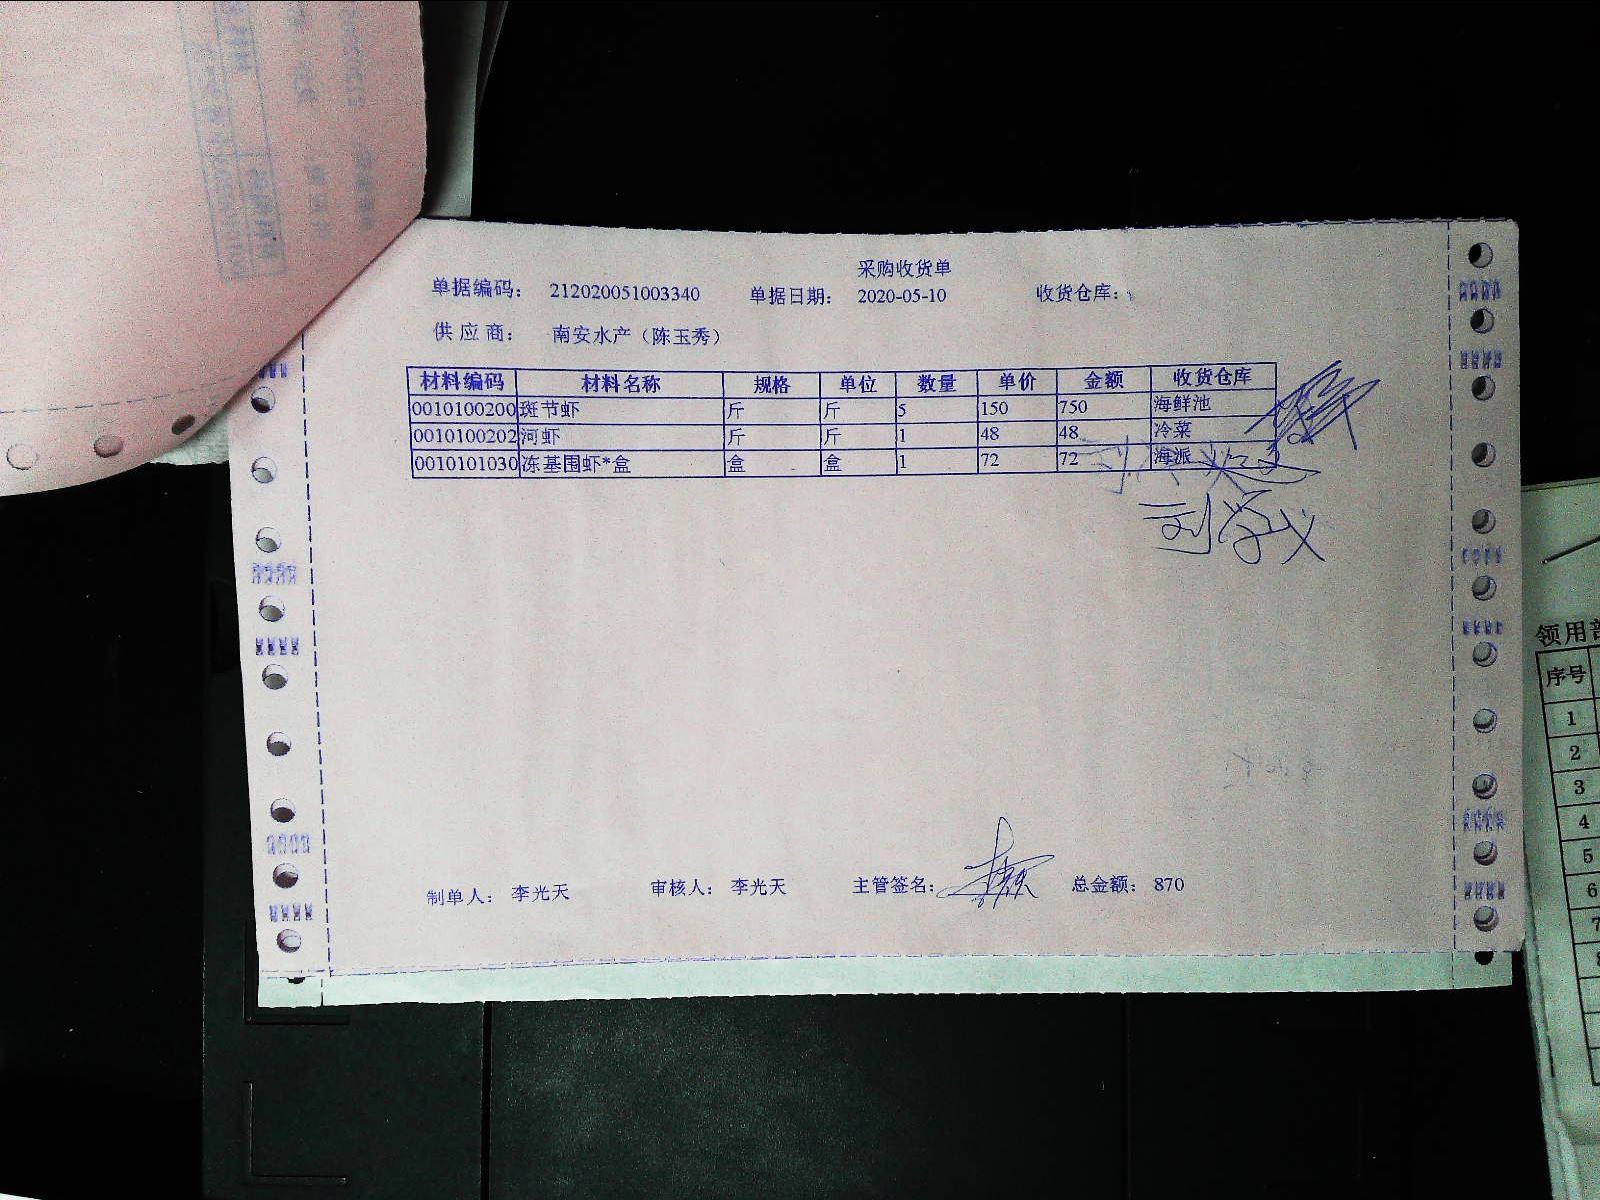 采购收货单
单据编码： 212020051003340 单据日期： 2020-05-10 收货仓库：
供 应 商： 南安水产（陈玉秀）
材料编码 材料名称 规格 单位 数量 单价 金额 收货仓库
0010100200 斑节虾 斤 斤 5 150 750 海鲜池
0010100202 河虾 斤 斤 1 48 48 冷菜
0010101030 冻基围虾*盒 盒 盒 1 72 72 海派
刘学义
制单人： 李光天 审核人： 李光天 主管签名： 总金额： 870
领用部
序号
1
2
3
4
5
6
7
8